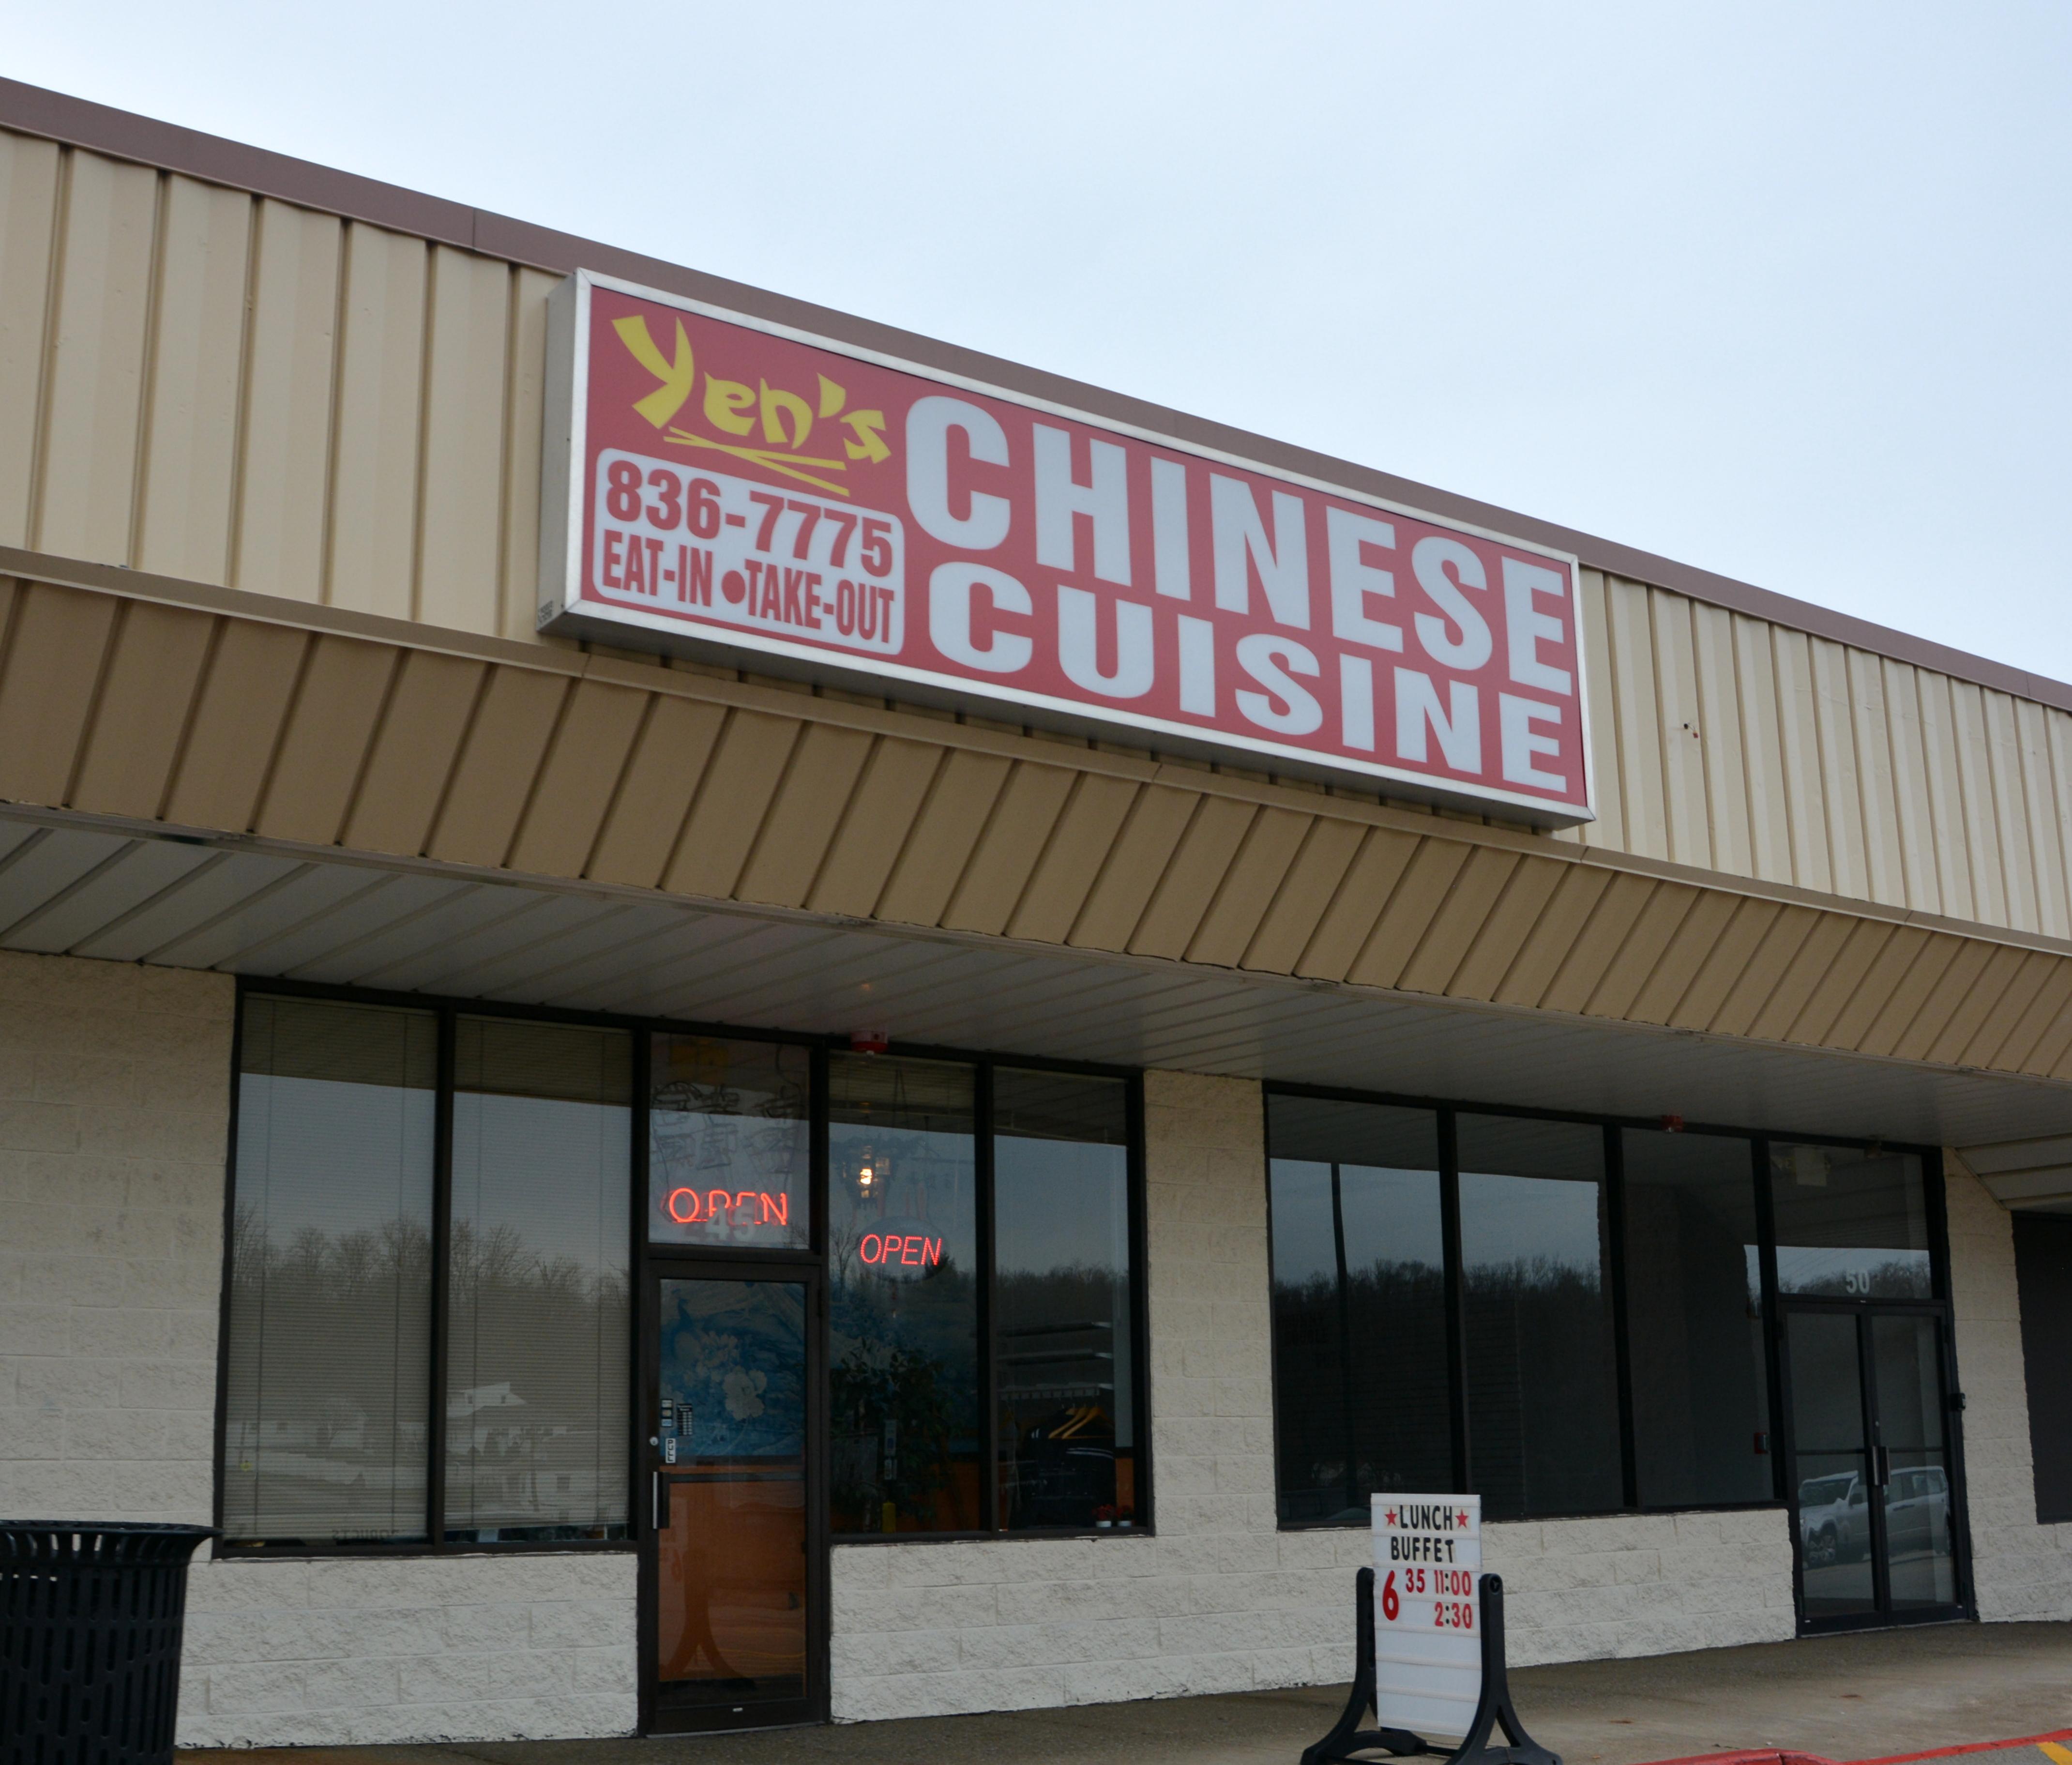 Yen's
836-7775
EAT-IN •TAKE-OUT
CHINESE
CUISINE
OPEN
45
OPEN
50
★LUNCH★
BUFFET
6 35 11:00
2:30